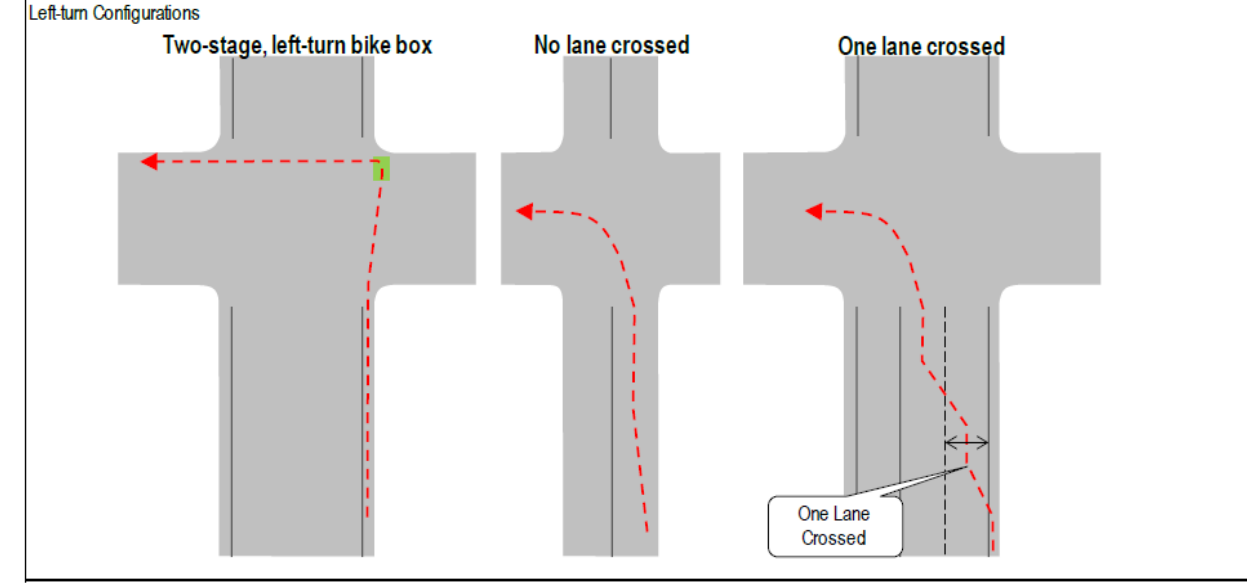 Left-turn Configurations
Two-stage, left-turn bike box
No lane crossed
One lane crossed
One Lane
Crossed